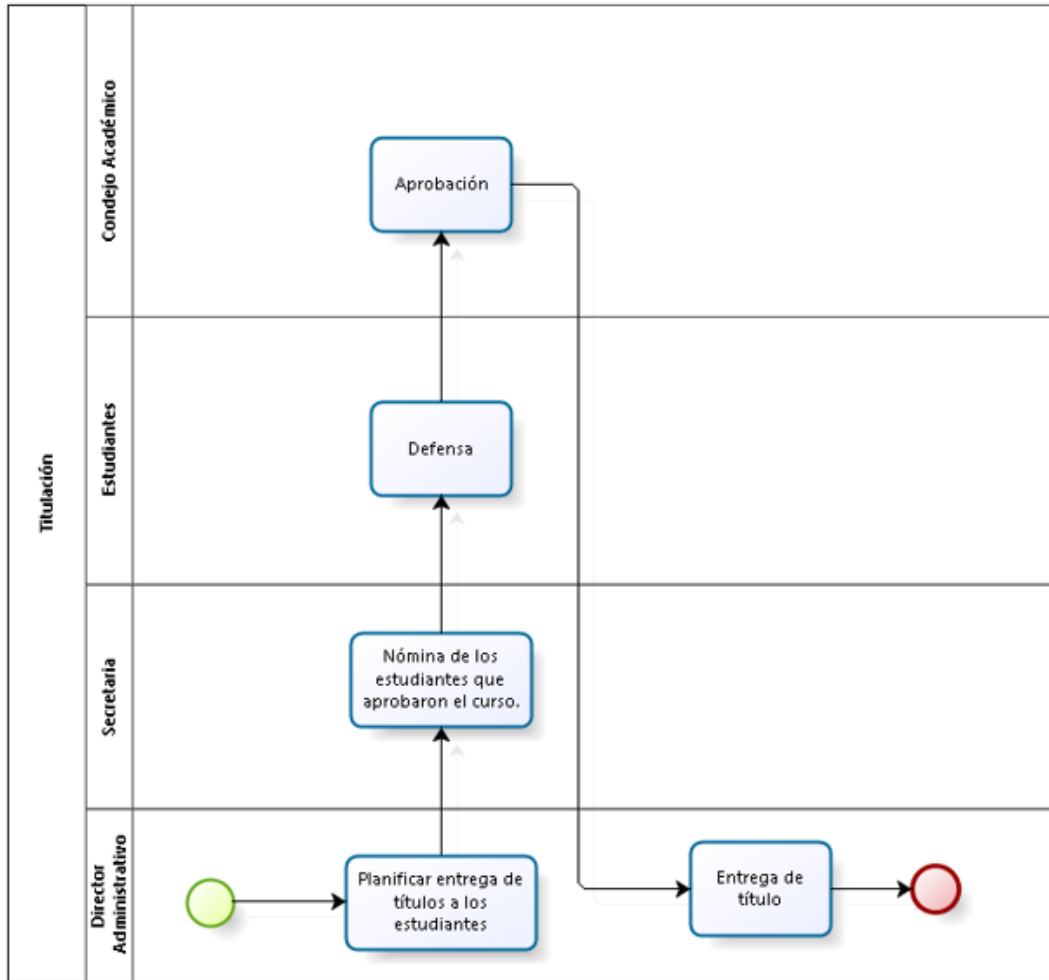 Titulación
Condejo Académico
Aprobación
Estudiantes
Defensa
Secretaria
Nómina de los
estudiantes que
aprobaron el curso.
Director
Administrativo
Planificar entrega de
títulos a los
estudiantes
Entrega de
título